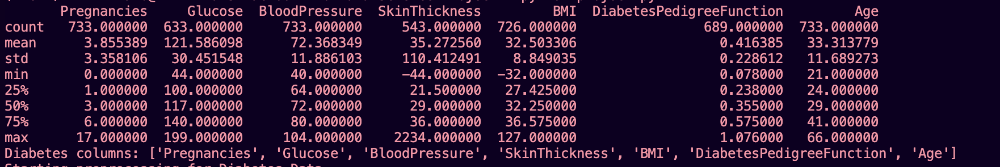 Pregnancies Glucose BloodPressure SkinThickness BMI DiabetesPedigreeFunction Age
count 733.000000 633.000000 733.000000 543.000000 726.000000 689.000000 733.000000
mean 3.855389 121.586098 72.368349 35.272560 32.503306 0.416385 33.313779
std 3.358106 30.451548 11.886103 110.412491 8.849035 0.228612 11.689273
min 0.000000 44.000000 40.000000 −44.000000 −32.000000 0.078000 21.000000
25% 1.000000 100.000000 64.000000 21.500000 27.425000 0.238000 24.000000
50% 3.000000 117.000000 72.000000 29.000000 32.250000 0.355000 29.000000
75% 6.000000 140.000000 80.000000 36.000000 36.575000 0.575000 41.000000
max 17.000000 199.000000 104.000000 2234.000000 127.000000 1.076000 66.000000
Diabetes columns: ['Pregnancies', 'Glucose', 'BloodPressure', 'SkinThickness', 'BMI', 'DiabetesPedigreeFunction', 'Age']
Starting preprocessing for Diabetes Data